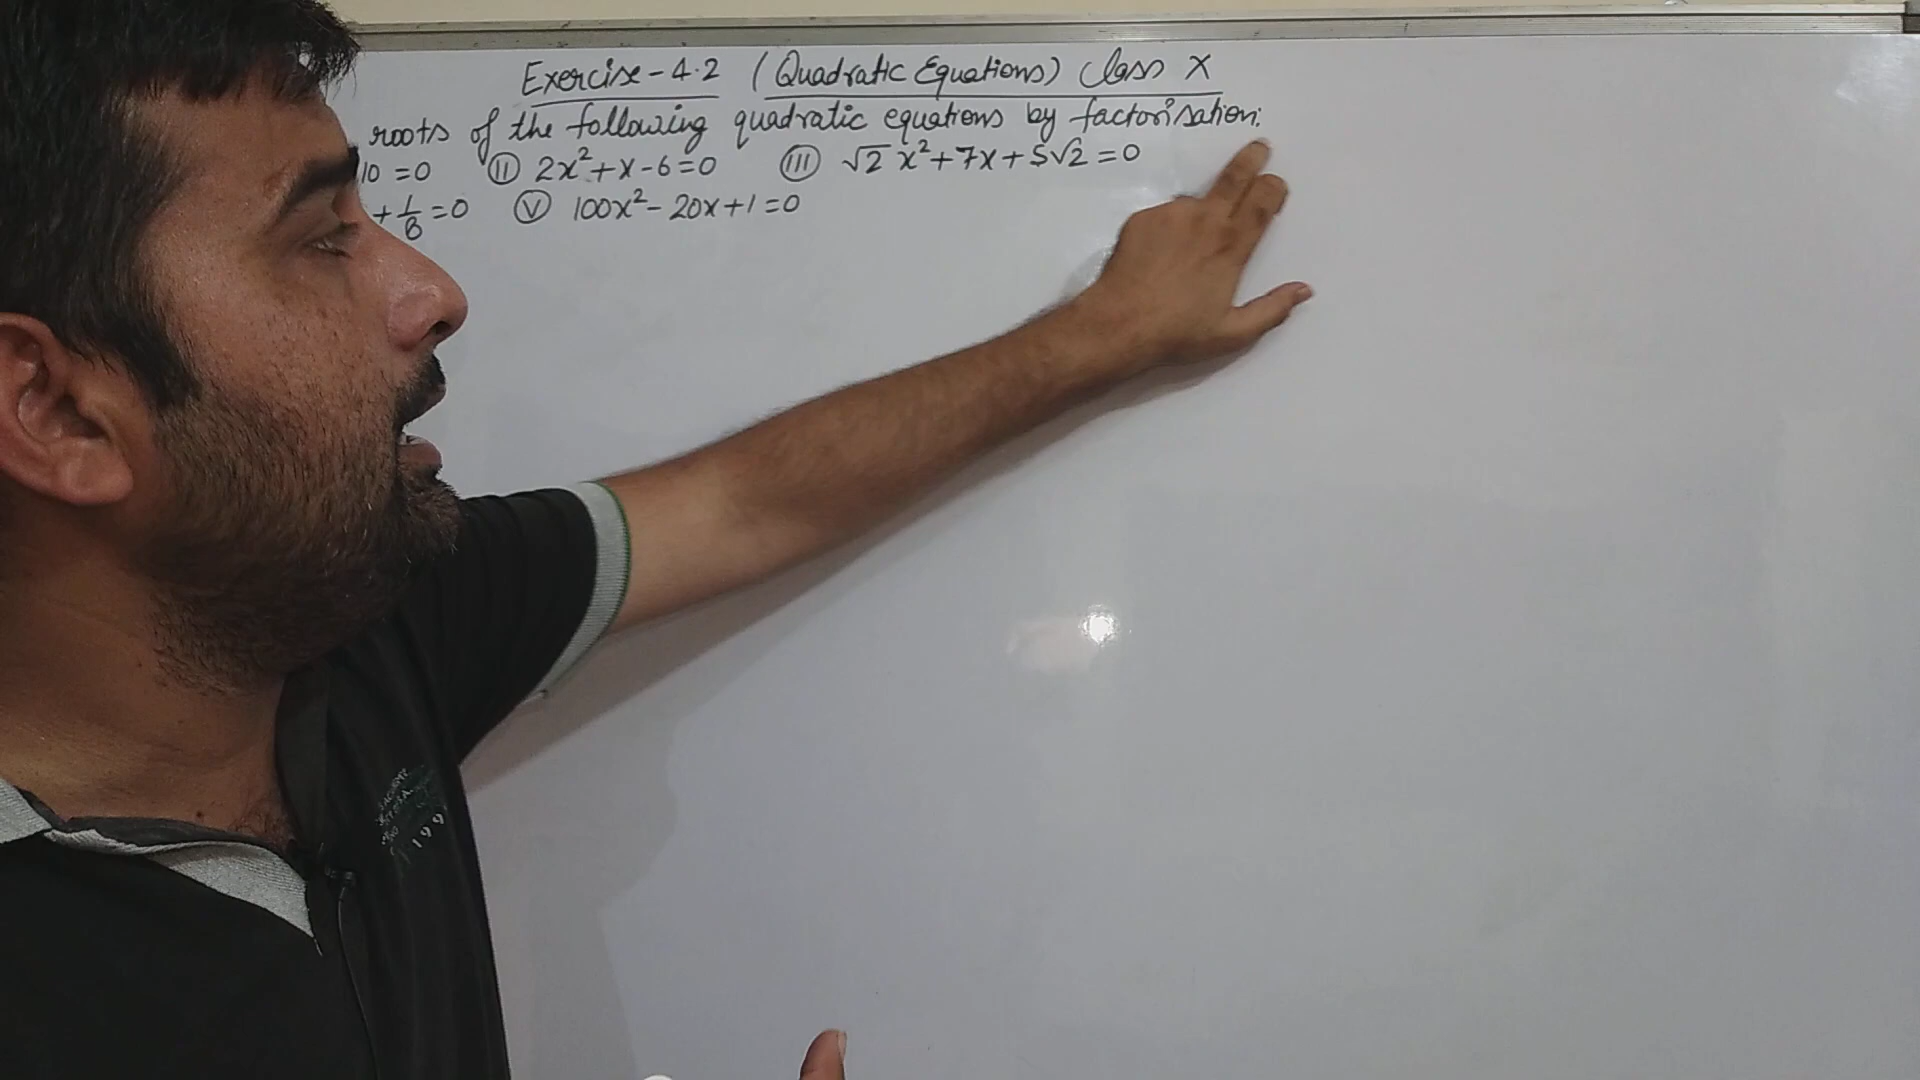 Exercise-4.2 (Quadratic Equations) Class X
roots of the following quadratic equations by factorisation:
10 = 0 (II) 2x²+x-6=0 (III) √2 x²+7x+5√2=0
+ 1/8 = 0 (V) 100x²-20x+1=0
199